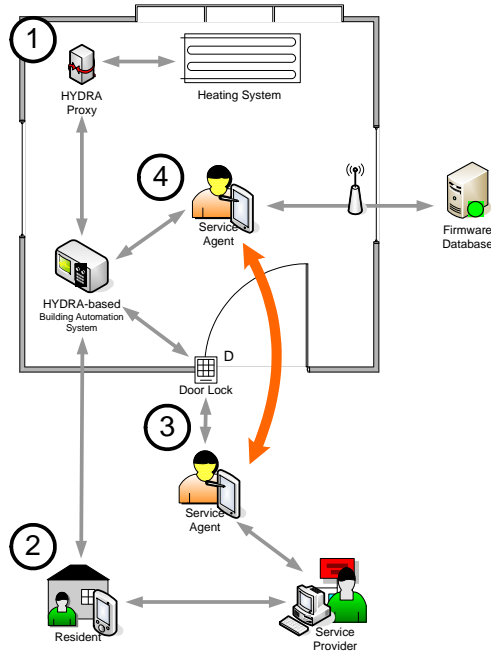 1
HYDRA
Proxy
Heating System
4
Service
Agent
Firmware
Database
HYDRA-based
Building Automation
System
D
Door Lock
3
Service
Agent
2
Resident
Service
Provider